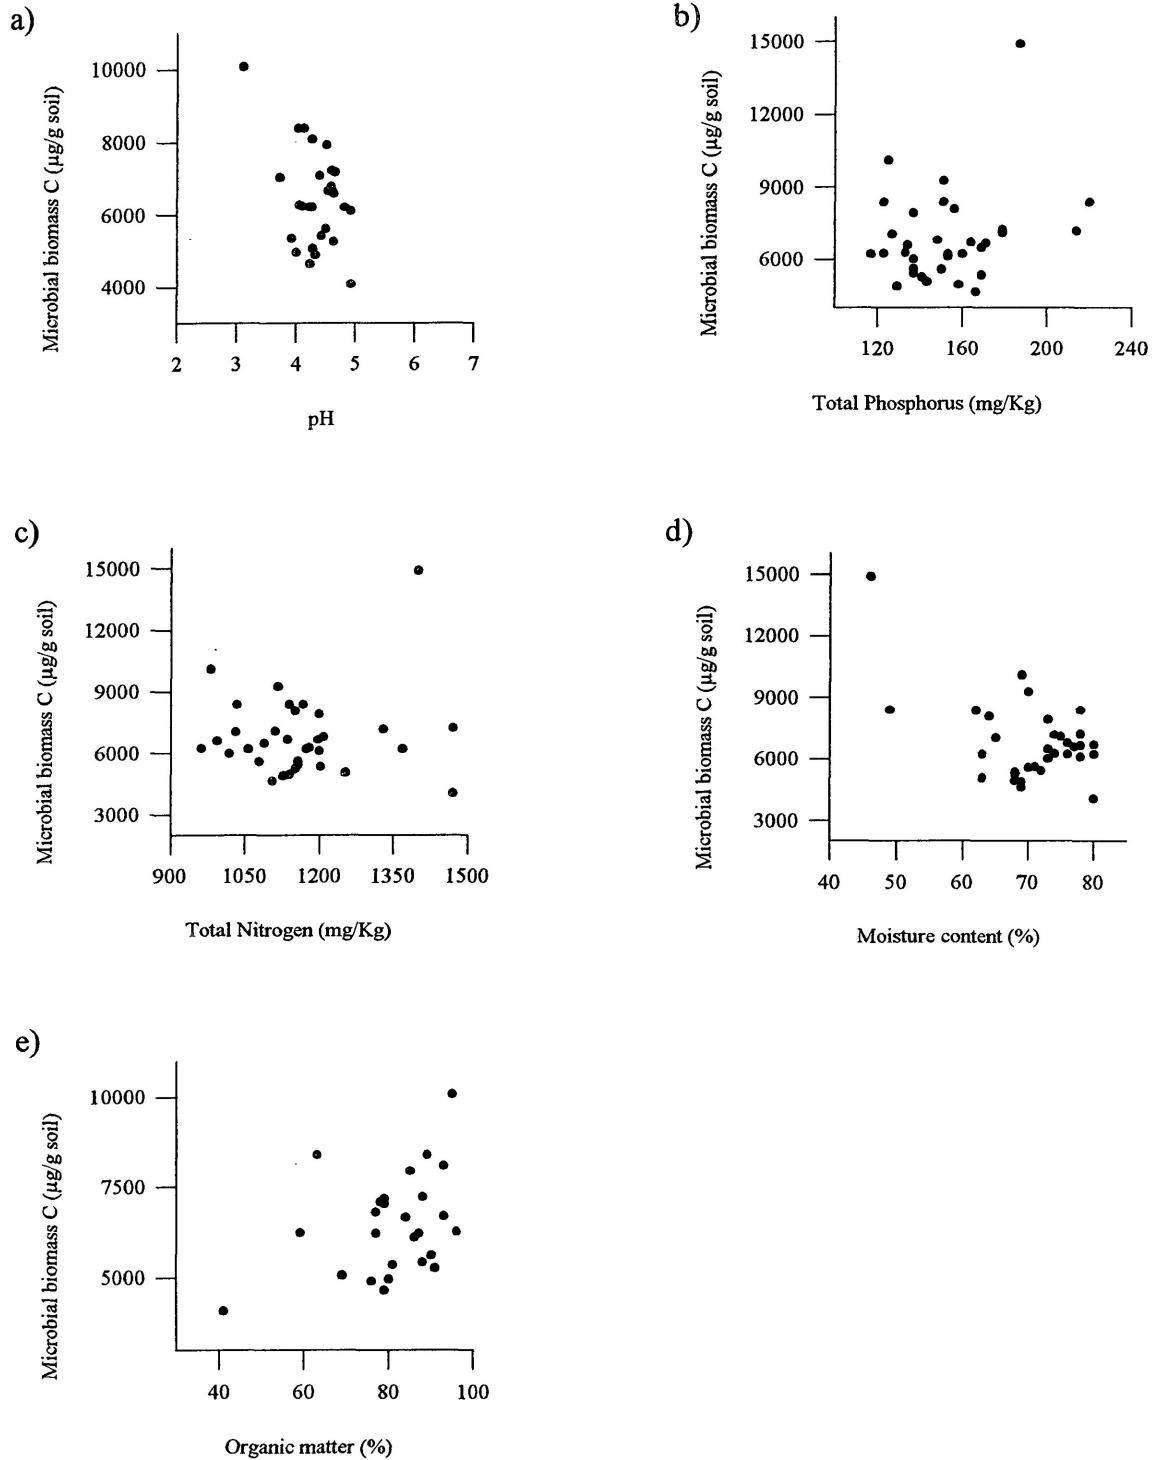 a)
Microbial biomass C (µg/g soil)
10000
8000
6000
4000
2 3 4 5 6 7
pH
b)
Microbial biomass C (µg/g soil)
15000
12000
9000
6000
120 160 200 240
Total Phosphorus (mg/Kg)
c)
Microbial biomass C (µg/g soil)
15000
12000
9000
6000
3000
900 1050 1200 1350 1500
Total Nitrogen (mg/Kg)
d)
Microbial biomass C (µg/g soil)
15000
12000
9000
6000
3000
40 50 60 70 80
Moisture content (%)
e)
Microbial biomass C (µg/g soil)
10000
7500
5000
40 60 80 100
Organic matter (%)